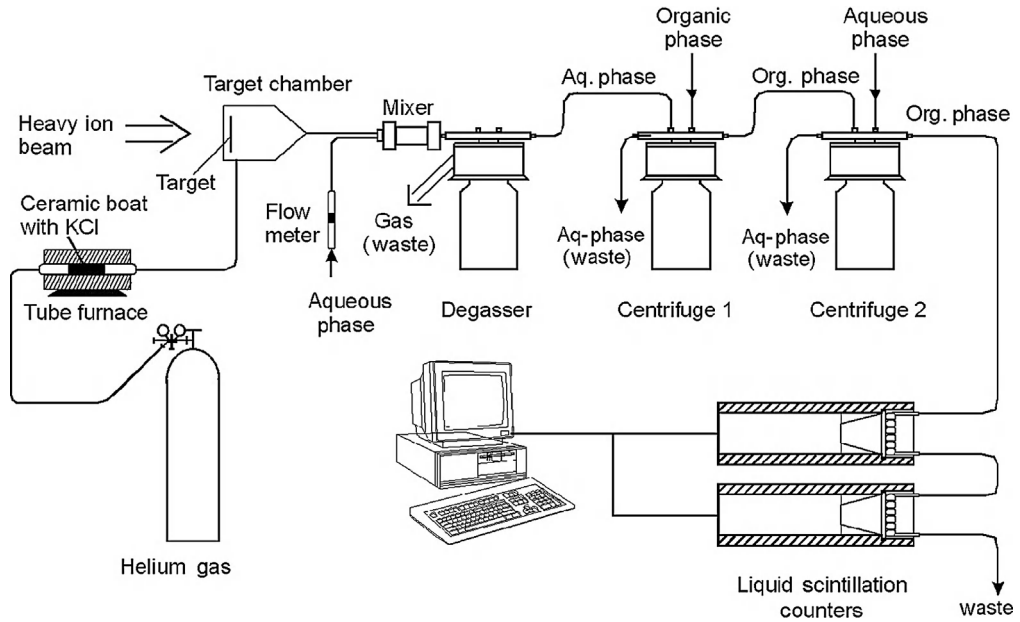 Organic
phase
Aqueous
phase
Target chamber
Mixer
Aq. phase
Org. phase
Org. phase
Heavy ion
beam
Target
Ceramic boat
with KCl
Flow
meter
Gas
(waste)
Aq-phase
(waste)
Aq-phase
(waste)
Tube furnace
Aqueous
phase
Degasser
Centrifuge 1
Centrifuge 2
Helium gas
Liquid scintillation
counters
waste